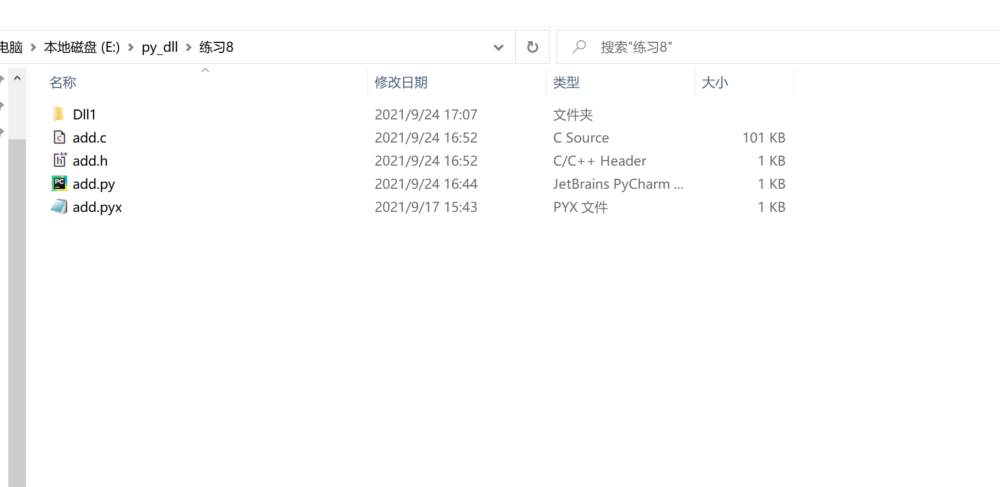 电脑 > 本地磁盘 (E:) > py_dll > 练习8 搜索"练习8"
名称 修改日期 类型 大小
Dll1 2021/9/24 17:07 文件夹
add.c 2021/9/24 16:52 C Source 101 KB
add.h 2021/9/24 16:52 C/C++ Header 1 KB
add.py 2021/9/24 16:44 JetBrains PyCharm ... 1 KB
add.pyx 2021/9/17 15:43 PYX 文件 1 KB